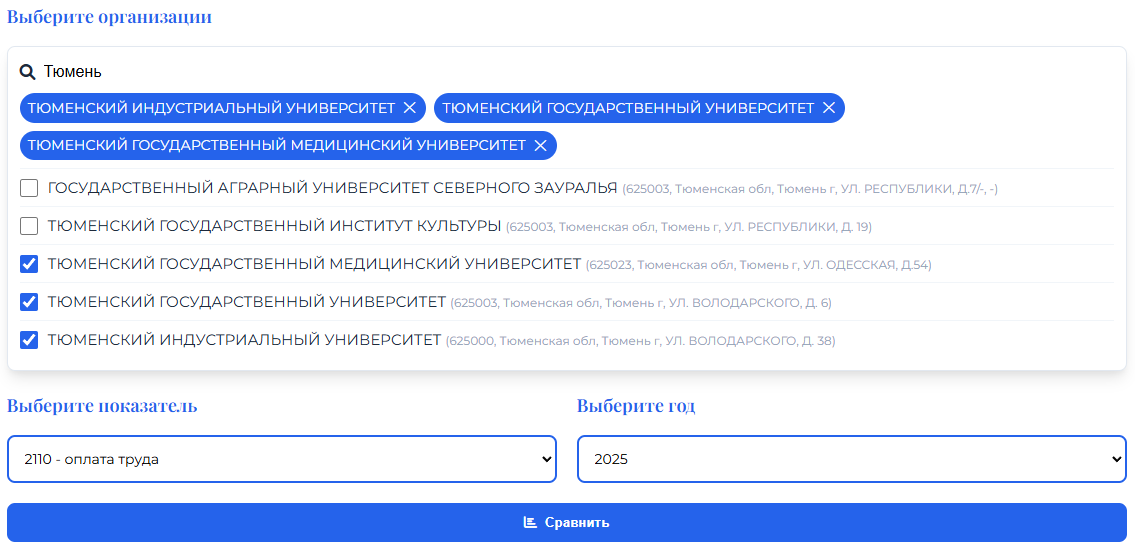 Выберите организации
Тюмень
ТЮМЕНСКИЙ ИНДУСТРИАЛЬНЫЙ УНИВЕРСИТЕТ ТЮМЕНСКИЙ ГОСУДАРСТВЕННЫЙ УНИВЕРСИТЕТ
ТЮМЕНСКИЙ ГОСУДАРСТВЕННЫЙ МЕДИЦИНСКИЙ УНИВЕРСИТЕТ
ГОСУДАРСТВЕННЫЙ АГРАРНЫЙ УНИВЕРСИТЕТ СЕВЕРНОГО ЗАУРАЛЬЯ (625003, Тюменская обл, Тюмень г, УЛ. РЕСПУБЛИКИ, Д.7/-, -)
ТЮМЕНСКИЙ ГОСУДАРСТВЕННЫЙ ИНСТИТУТ КУЛЬТУРЫ (625003, Тюменская обл, Тюмень г, УЛ. РЕСПУБЛИКИ, Д. 19)
ТЮМЕНСКИЙ ГОСУДАРСТВЕННЫЙ МЕДИЦИНСКИЙ УНИВЕРСИТЕТ (625023, Тюменская обл, Тюмень г, УЛ. ОДЕССКАЯ, Д.54)
ТЮМЕНСКИЙ ГОСУДАРСТВЕННЫЙ УНИВЕРСИТЕТ (625003, Тюменская обл, Тюмень г, УЛ. ВОЛОДАРСКОГО, Д. 6)
ТЮМЕНСКИЙ ИНДУСТРИАЛЬНЫЙ УНИВЕРСИТЕТ (625000, Тюменская обл, Тюмень г, УЛ. ВОЛОДАРСКОГО, Д. 38)
Выберите показатель Выберите год
2110 - оплата труда 2025
Сравнить